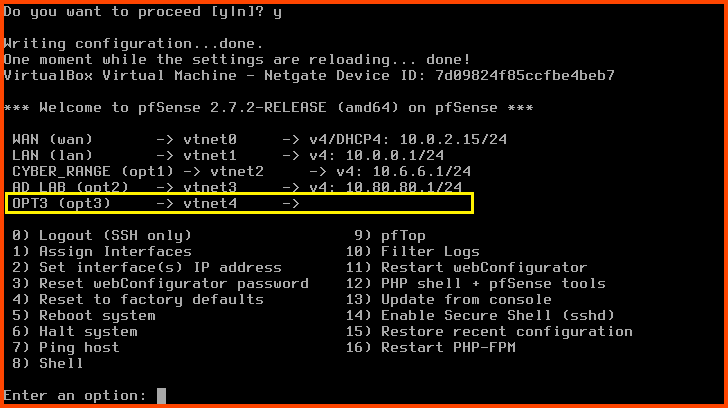 Do you want to proceed [y|n]? y
Writing configuration...done.
One moment while the settings are reloading... done!
VirtualBox Virtual Machine - Netgate Device ID: 7d09824f85ccfbe4beb7
*** Welcome to pfSense 2.7.2-RELEASE (amd64) on pfSense ***
WAN (wan)       -> vtnet0     -> v4/DHCP4: 10.0.2.15/24
LAN (lan)       -> vtnet1     -> v4: 10.0.0.1/24
CYBER_RANGE (opt1) -> vtnet2     -> v4: 10.6.6.1/24
AD_LAB (opt2)   -> vtnet3     -> v4: 10.80.80.1/24
OPT3 (opt3)     -> vtnet4     ->
0) Logout (SSH only)                  9) pfTop
1) Assign Interfaces                 10) Filter Logs
2) Set interface(s) IP address       11) Restart webConfigurator
3) Reset webConfigurator password    12) PHP shell + pfSense tools
4) Reset to factory defaults         13) Update from console
5) Reboot system                     14) Enable Secure Shell (sshd)
6) Halt system                       15) Restore recent configuration
7) Ping host                         16) Restart PHP-FPM
8) Shell
Enter an option: